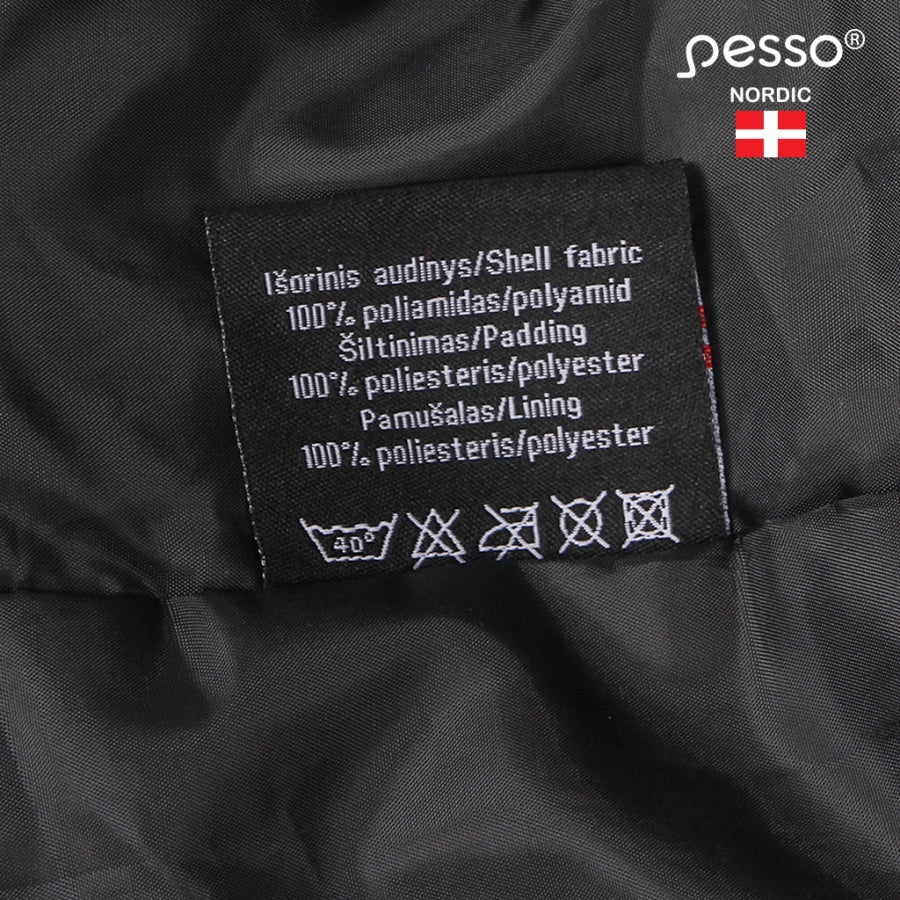 pesso®
NORDIC
Išorinis audinys/Shell fabric
100% poliamidas/polyamid
Šiltinimas/Padding
100% poliesteris/polyester
Pamušalas/Lining
100% poliesteris/polyester
40°